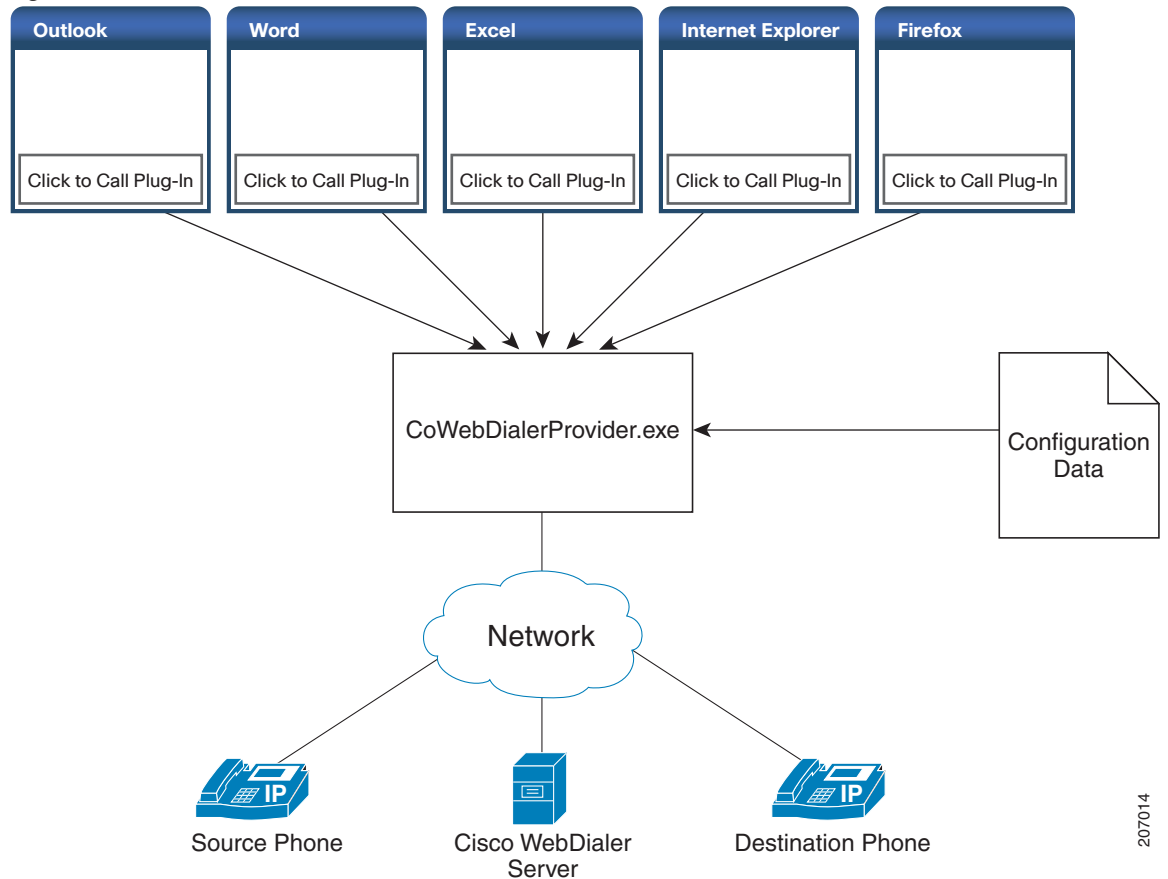 Outlook
Word
Excel
Internet Explorer
Firefox
Click to Call Plug-In
Click to Call Plug-In
Click to Call Plug-In
Click to Call Plug-In
Click to Call Plug-In
CoWebDialerProvider.exe
Configuration
Data
Network
IP
IP
Source Phone
Cisco WebDialer
Server
Destination Phone
207014